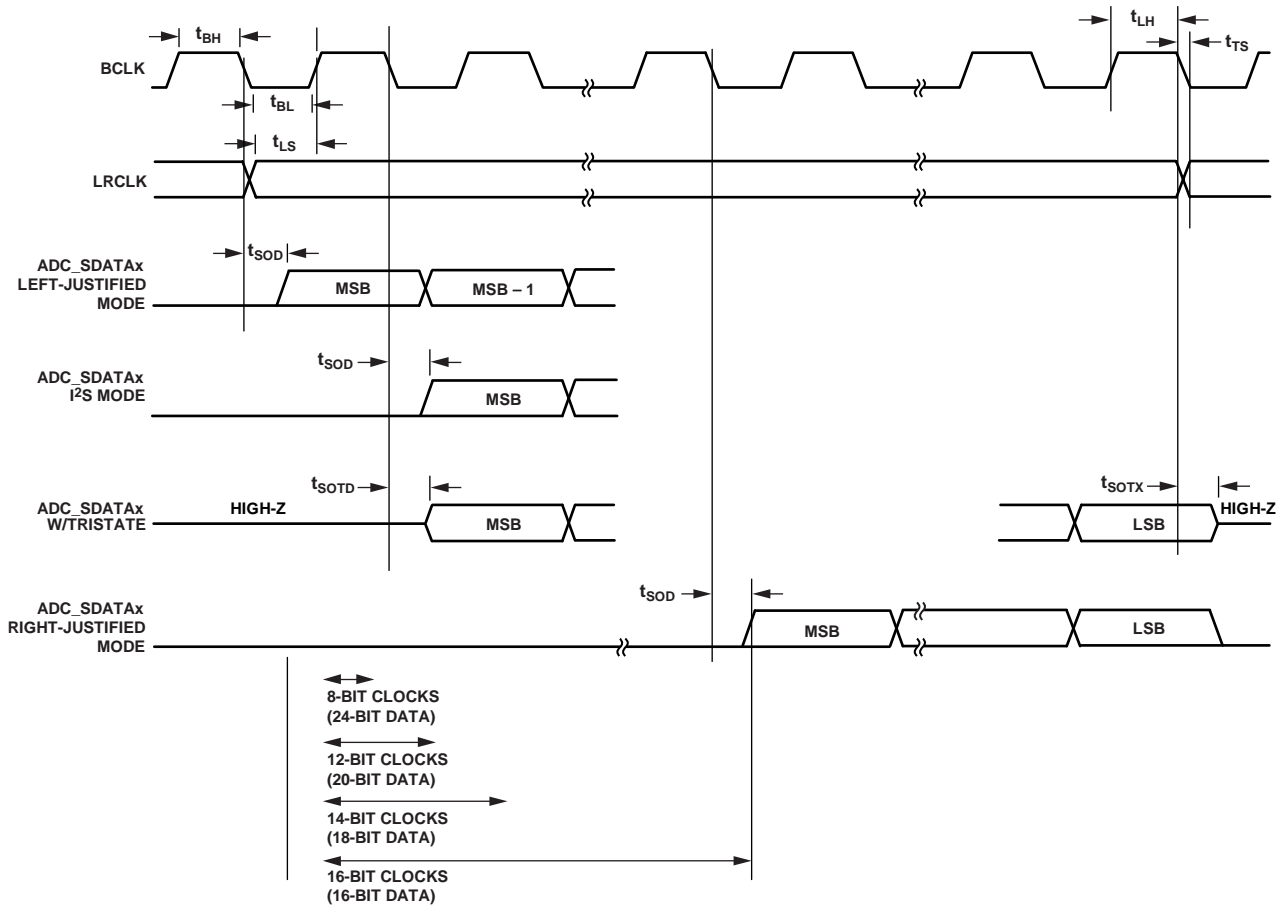 tBH
tLH
tTS
BCLK
tBL
tLS
LRCLK
tSOD
ADC_SDATAx
LEFT-JUSTIFIED
MODE
MSB
MSB – 1
tSOD
ADC_SDATAx
I2S MODE
MSB
tSOTD
tSOTX
ADC_SDATAx
W/TRISTATE
HIGH-Z
MSB
LSB
HIGH-Z
tSOD
ADC_SDATAx
RIGHT-JUSTIFIED
MODE
MSB
LSB
8-BIT CLOCKS
(24-BIT DATA)
12-BIT CLOCKS
(20-BIT DATA)
14-BIT CLOCKS
(18-BIT DATA)
16-BIT CLOCKS
(16-BIT DATA)